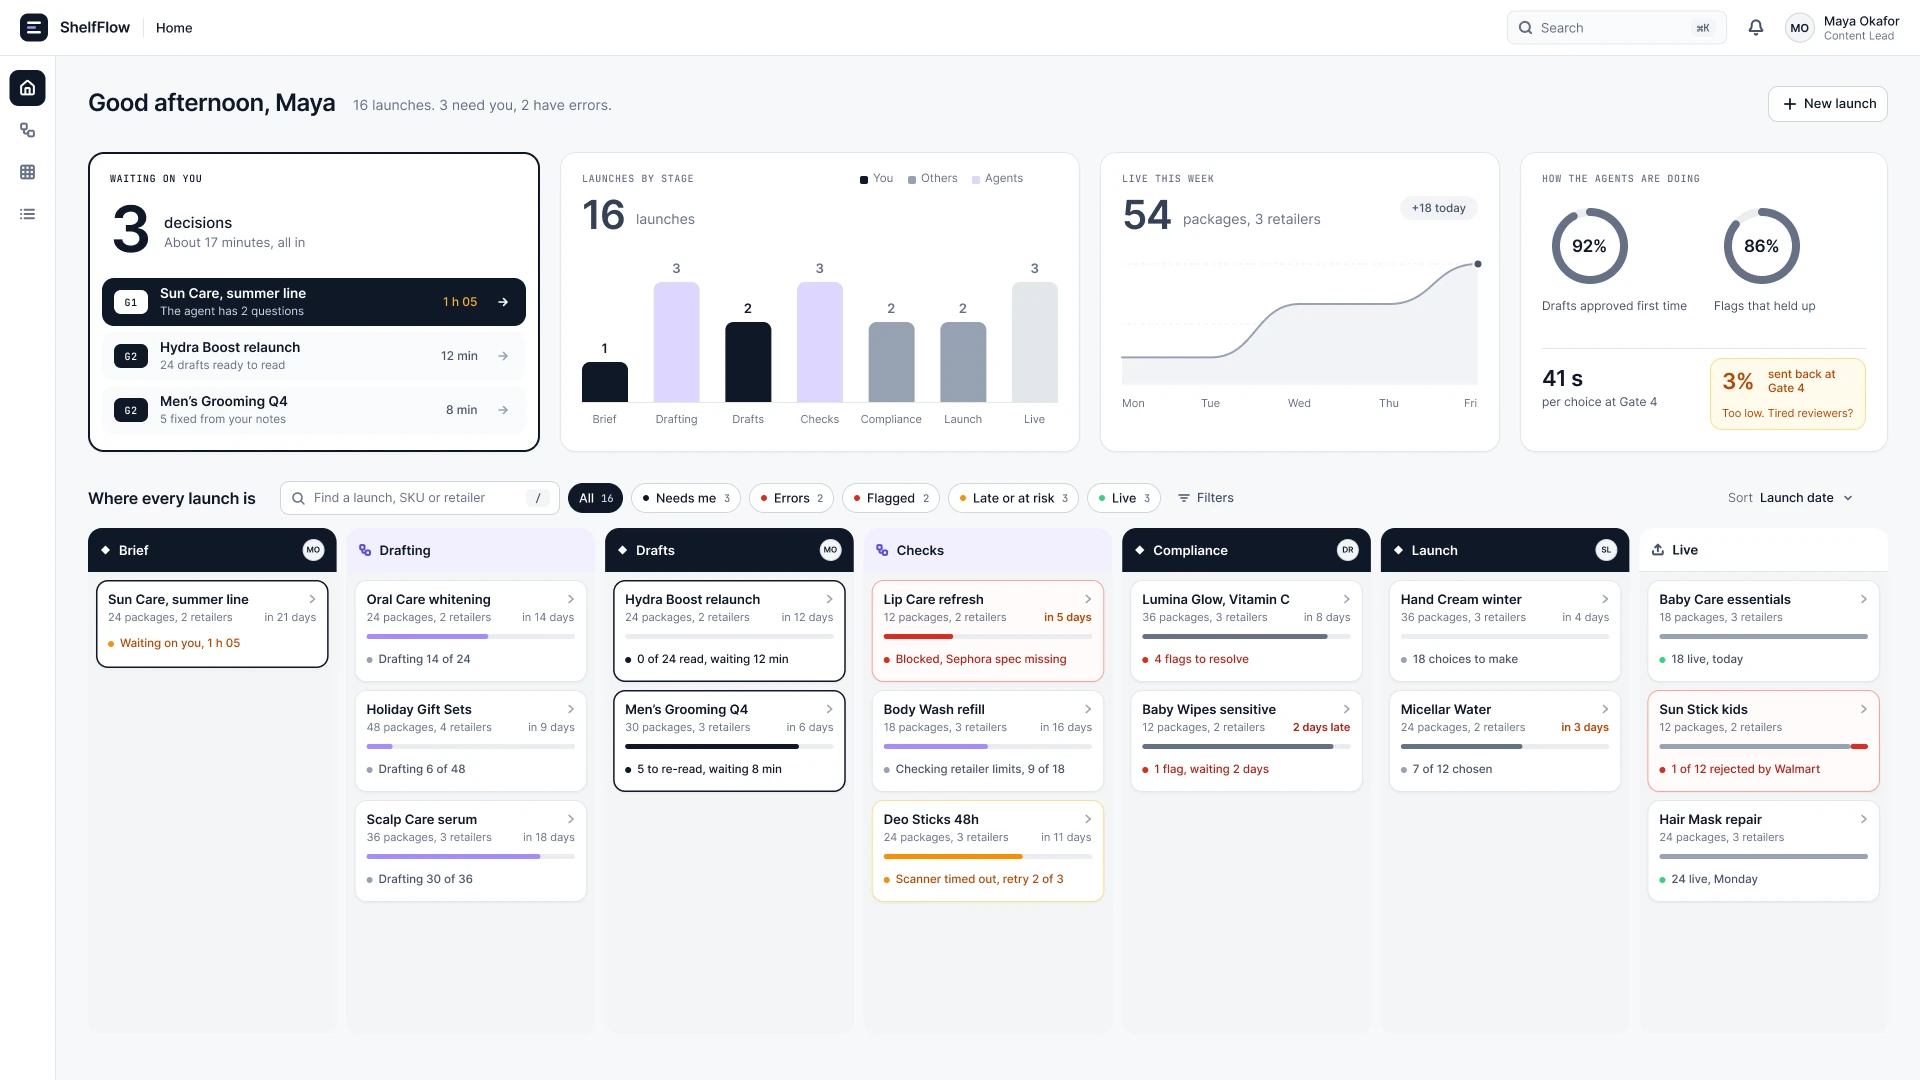 ShelfFlow
Home
Search ⌘K
MO
Maya Okafor
Content Lead
Good afternoon, Maya
16 launches. 3 need you, 2 have errors.
New launch
WAITING ON YOU
3
decisions
About 17 minutes, all in
G1
Sun Care, summer line
The agent has 2 questions
1 h 05
G2
Hydra Boost relaunch
24 drafts ready to read
12 min
G2
Men’s Grooming Q4
5 fixed from your notes
8 min
LAUNCHES BY STAGE
You Others Agents
16 launches
1 3 2 3 2 2 3
Brief Drafting Drafts Checks Compliance Launch Live
LIVE THIS WEEK
54 packages, 3 retailers
+18 today
Mon Tue Wed Thu Fri
HOW THE AGENTS ARE DOING
92%
Drafts approved first time
86%
Flags that held up
41 s
per choice at Gate 4
3%
sent back at
Gate 4
Too low. Tired reviewers?
Where every launch is
Find a launch, SKU or retailer /
All 16
Needs me 3
Errors 2
Flagged 2
Late or at risk 3
Live 3
Filters
Sort Launch date
Brief MO
Sun Care, summer line
24 packages, 2 retailers in 21 days
Waiting on you, 1 h 05
Drafting
Oral Care whitening
24 packages, 2 retailers in 14 days
Drafting 14 of 24
Holiday Gift Sets
48 packages, 4 retailers in 9 days
Drafting 6 of 48
Scalp Care serum
36 packages, 3 retailers in 18 days
Drafting 30 of 36
Drafts MO
Hydra Boost relaunch
24 packages, 2 retailers in 12 days
0 of 24 read, waiting 12 min
Men’s Grooming Q4
30 packages, 3 retailers in 6 days
5 to re-read, waiting 8 min
Checks
Lip Care refresh
12 packages, 2 retailers in 5 days
Blocked, Sephora spec missing
Body Wash refill
18 packages, 3 retailers in 16 days
Checking retailer limits, 9 of 18
Deo Sticks 48h
24 packages, 3 retailers in 11 days
Scanner timed out, retry 2 of 3
Compliance DR
Lumina Glow, Vitamin C
36 packages, 3 retailers in 8 days
4 flags to resolve
Baby Wipes sensitive
12 packages, 2 retailers 2 days late
1 flag, waiting 2 days
Launch SL
Hand Cream winter
36 packages, 3 retailers in 4 days
18 choices to make
Micellar Water
24 packages, 2 retailers in 3 days
7 of 12 chosen
Live
Baby Care essentials
18 packages, 3 retailers
18 live, today
Sun Stick kids
12 packages, 2 retailers
1 of 12 rejected by Walmart
Hair Mask repair
24 packages, 3 retailers
24 live, Monday